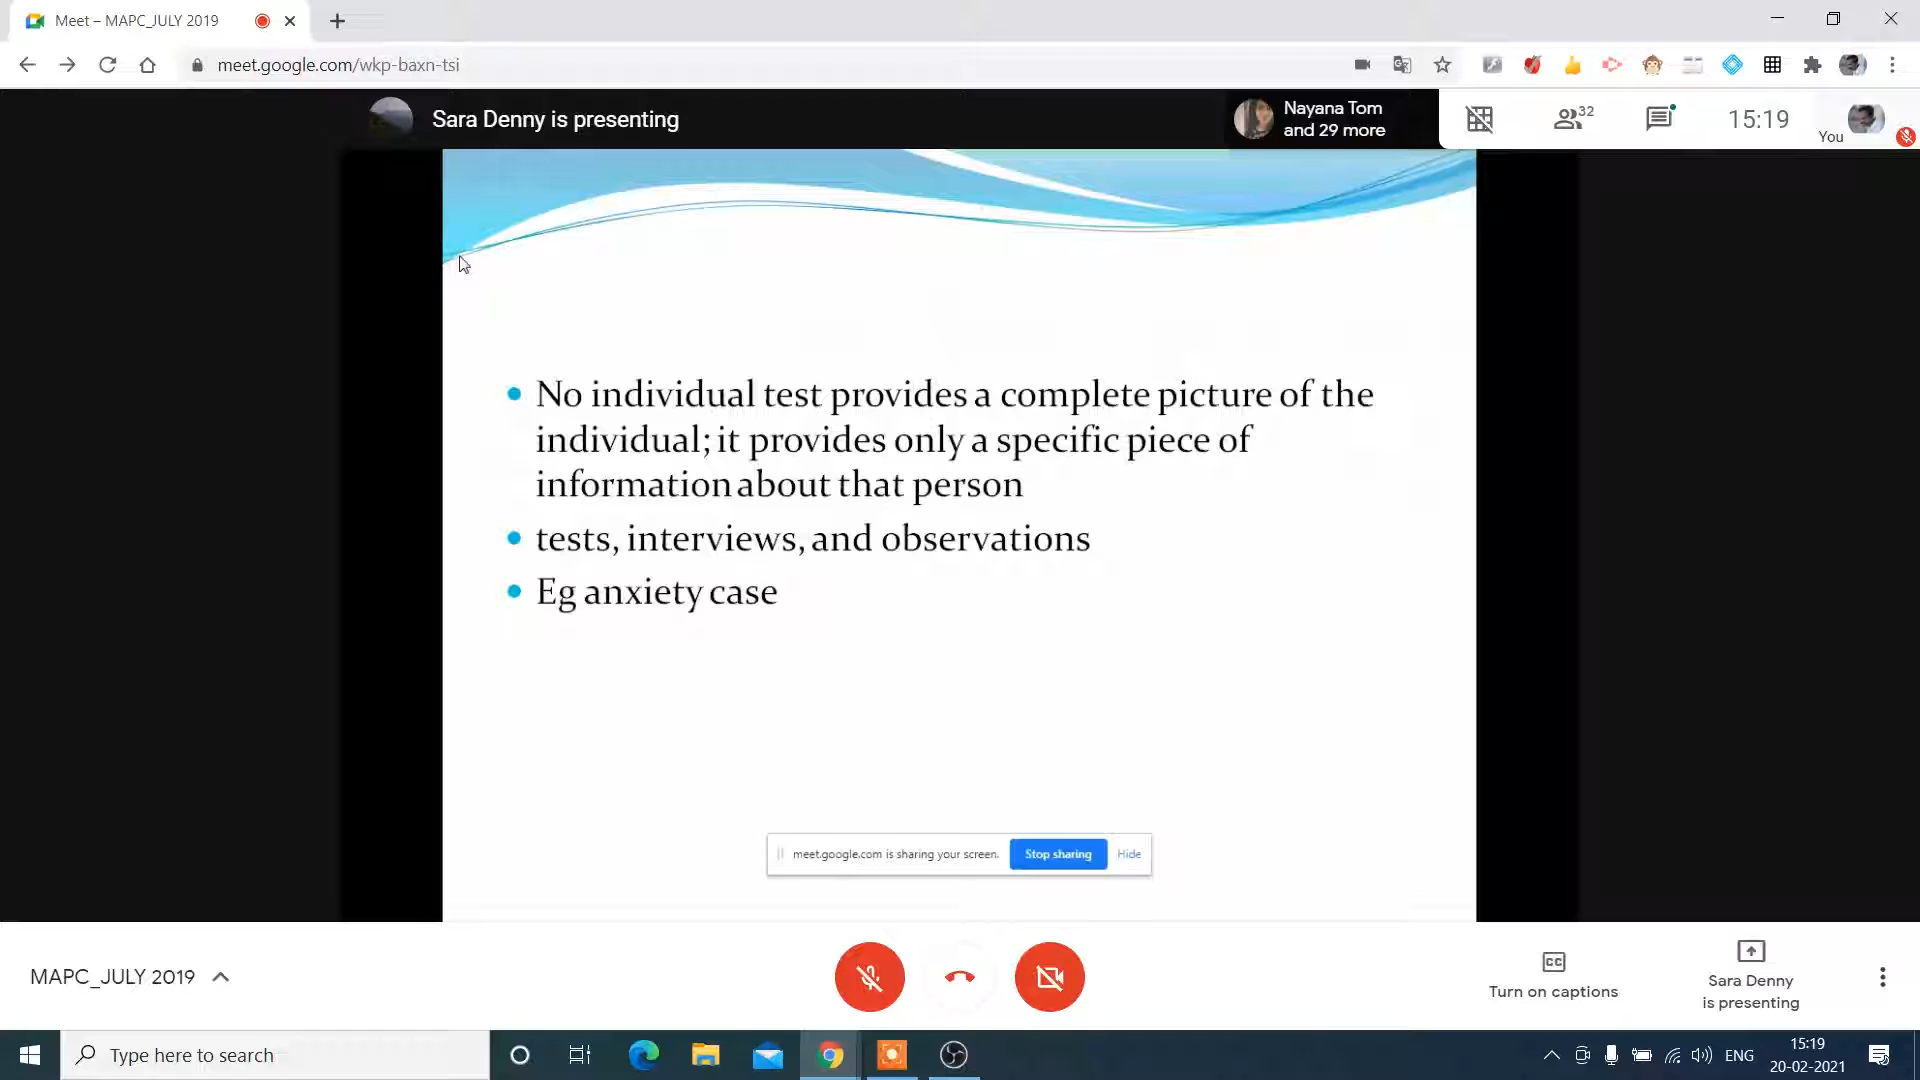 Meet – MAPC_JULY 2019
meet.google.com/wkp-baxn-tsi
Sara Denny is presenting
Nayana Tom
and 29 more
32
15:19
You
No individual test provides a complete picture of the
individual; it provides only a specific piece of
information about that person
tests, interviews, and observations
Eg anxiety case
meet.google.com is sharing your screen.
Stop sharing
Hide
MAPC_JULY 2019
CC
Turn on captions
Sara Denny
is presenting
Type here to search
ENG
15:19
20-02-2021